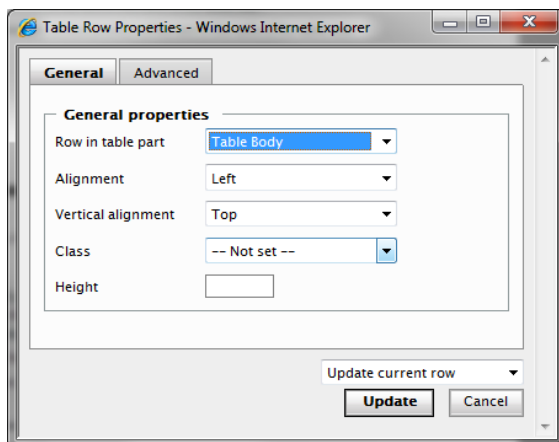 Table Row Properties - Windows Internet Explorer
General Advanced
General properties
Row in table part Table Body
Alignment Left
Vertical alignment Top
Class -- Not set --
Height
Update current row
Update Cancel